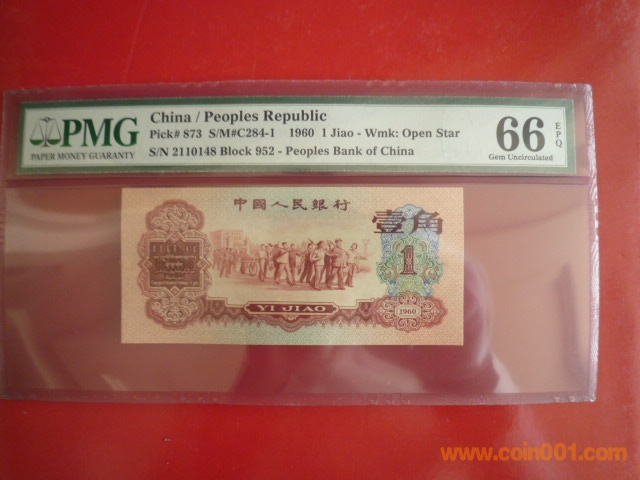 PMG
PAPER MONEY GUARANTY
China / Peoples Republic
Pick# 873 S/M#C284-1 1960 1 Jiao - Wmk: Open Star
S/N 2110148 Block 952 - Peoples Bank of China
66 EPQ
Gem Uncirculated
中國人民銀行
壹角
1
YI JIAO
1960
www.coin001.com